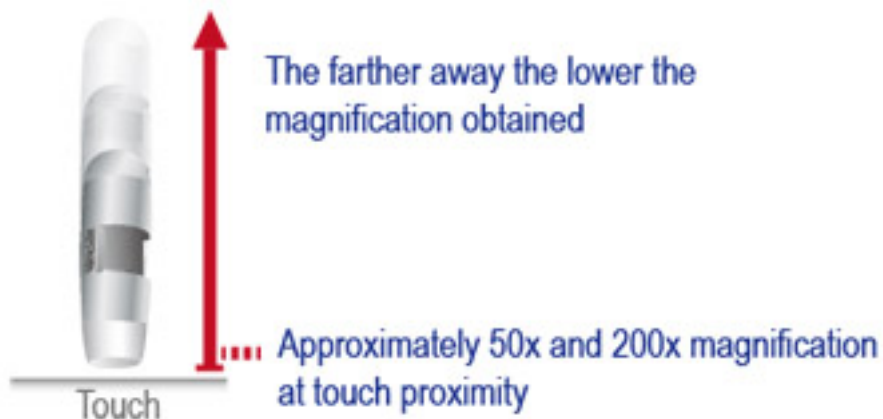 The farther away the lower the
magnification obtained
Approximately 50x and 200x magnification
at touch proximity
Touch